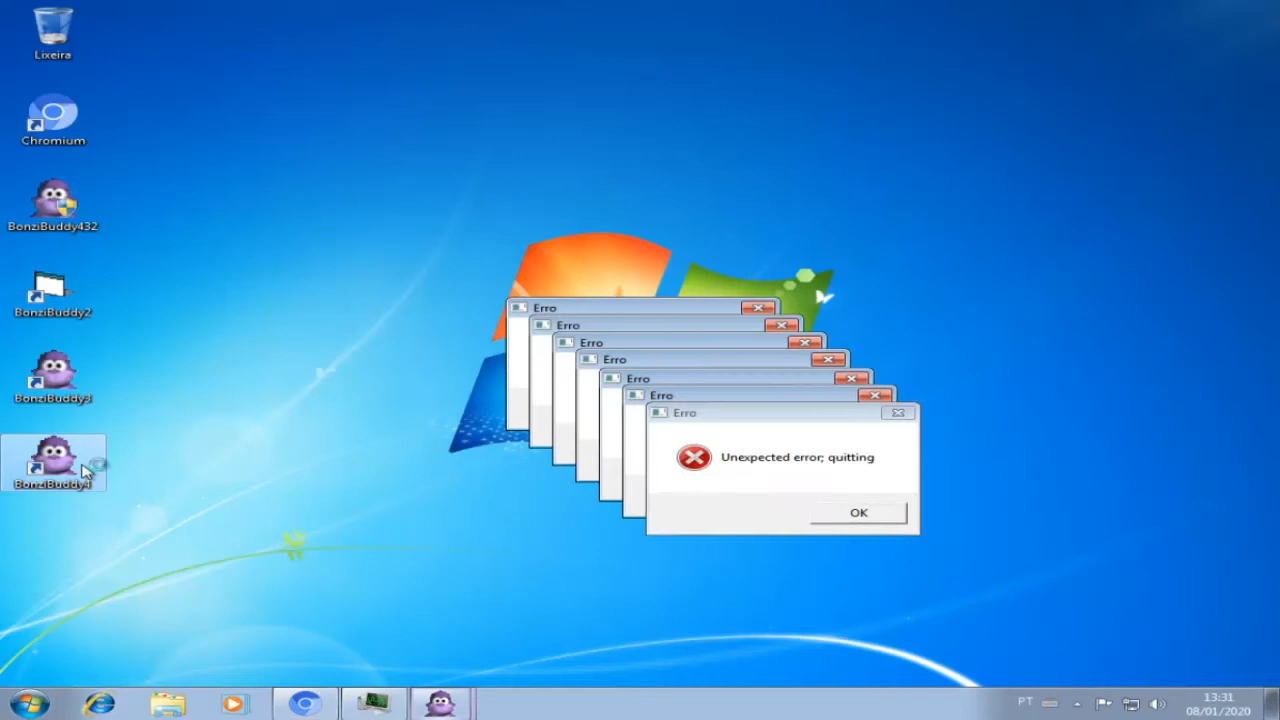 Lixeira
Chromium
BonziBuddy432
BonziBuddy2
BonziBuddy3
BonziBuddy4
Erro
Erro
Erro
Erro
Erro
Erro
Erro
Unexpected error; quitting
OK
PT
13:31
08/01/2020